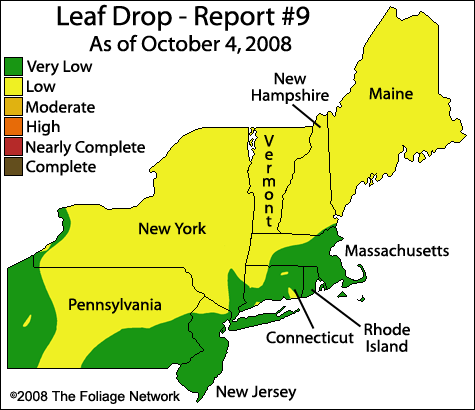 Leaf Drop - Report #9
As of October 4, 2008
Very Low
Low
Moderate
High
Nearly Complete
Complete
New
Hampshire
Maine
Vermont
New York
Massachusetts
Pennsylvania
Connecticut
Rhode
Island
New Jersey
©2008 The Foliage Network